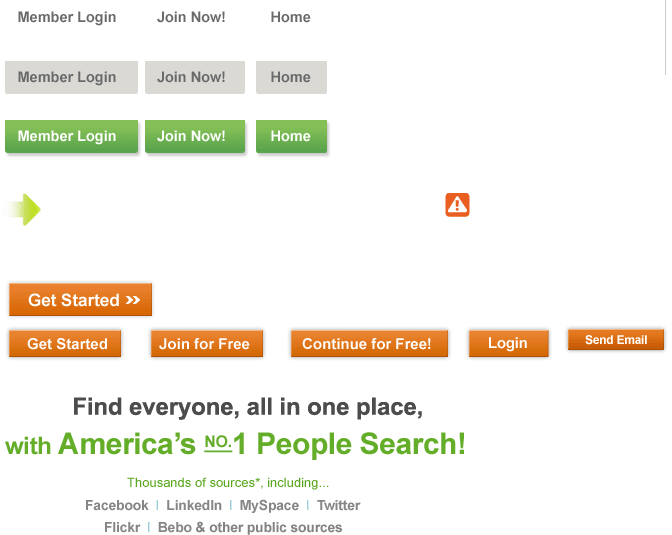 Member Login Join Now! Home
Member Login Join Now! Home
Member Login Join Now! Home
Get Started »
Get Started Join for Free Continue for Free! Login Send Email
Find everyone, all in one place,
with America's NO.1 People Search!
Thousands of sources*, including...
Facebook | LinkedIn | MySpace | Twitter
Flickr | Bebo & other public sources